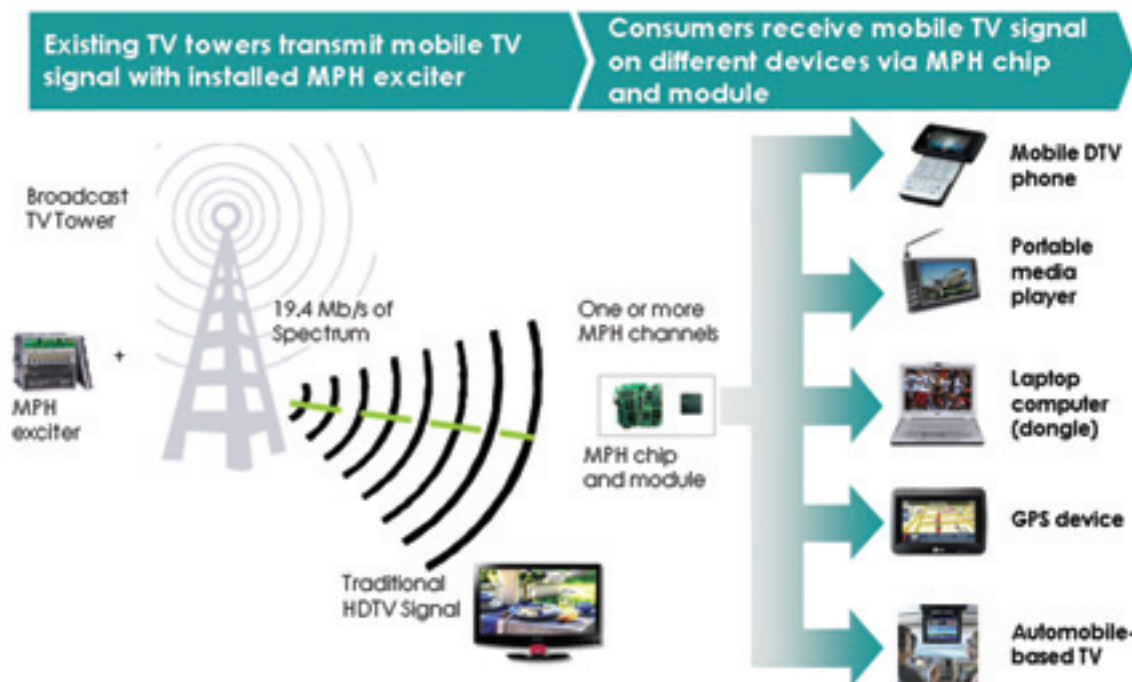 Existing TV towers transmit mobile TV
signal with installed MPH exciter
Consumers receive mobile TV signal
on different devices via MPH chip
and module
Broadcast
TV Tower
MPH
exciter
+
19.4 Mb/s of
Spectrum
Traditional
HDTV Signal
One or more
MPH channels
MPH chip
and module
Mobile DTV
phone
Portable
media
player
Laptop
computer
(dongle)
GPS device
Automobile-
based TV